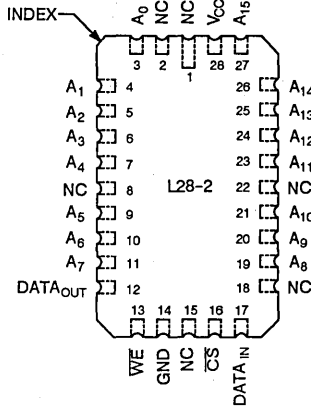 INDEX
A0 NC NC VCC A15
3 2 1 28 27
A1 4 26 A14
A2 5 25 A13
A3 6 24 A12
A4 7 23 A11
NC 8 L28-2 22 NC
A5 9 21 A10
A6 10 20 A9
A7 11 19 A8
DATAOUT 12 18 NC
13 14 15 16 17
WE GND NC CS DATA IN